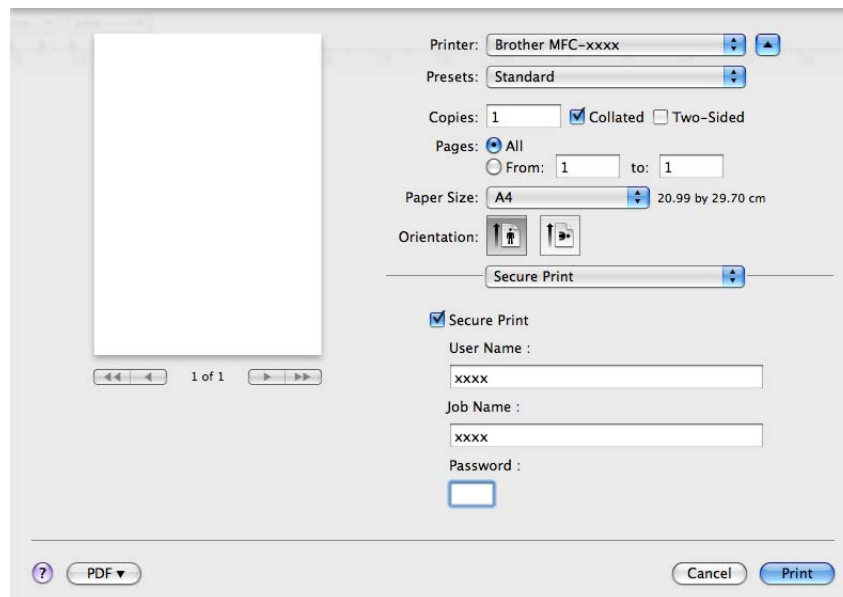 Printer: Brother MFC-xxxx
Presets: Standard
Copies: 1 Collated Two-Sided
Pages: All
From: 1 to: 1
Paper Size: A4 20.99 by 29.70 cm
Orientation:
Secure Print
Secure Print
User Name :
xxxx
1 of 1
Job Name :
xxxx
Password :
? PDF Cancel Print